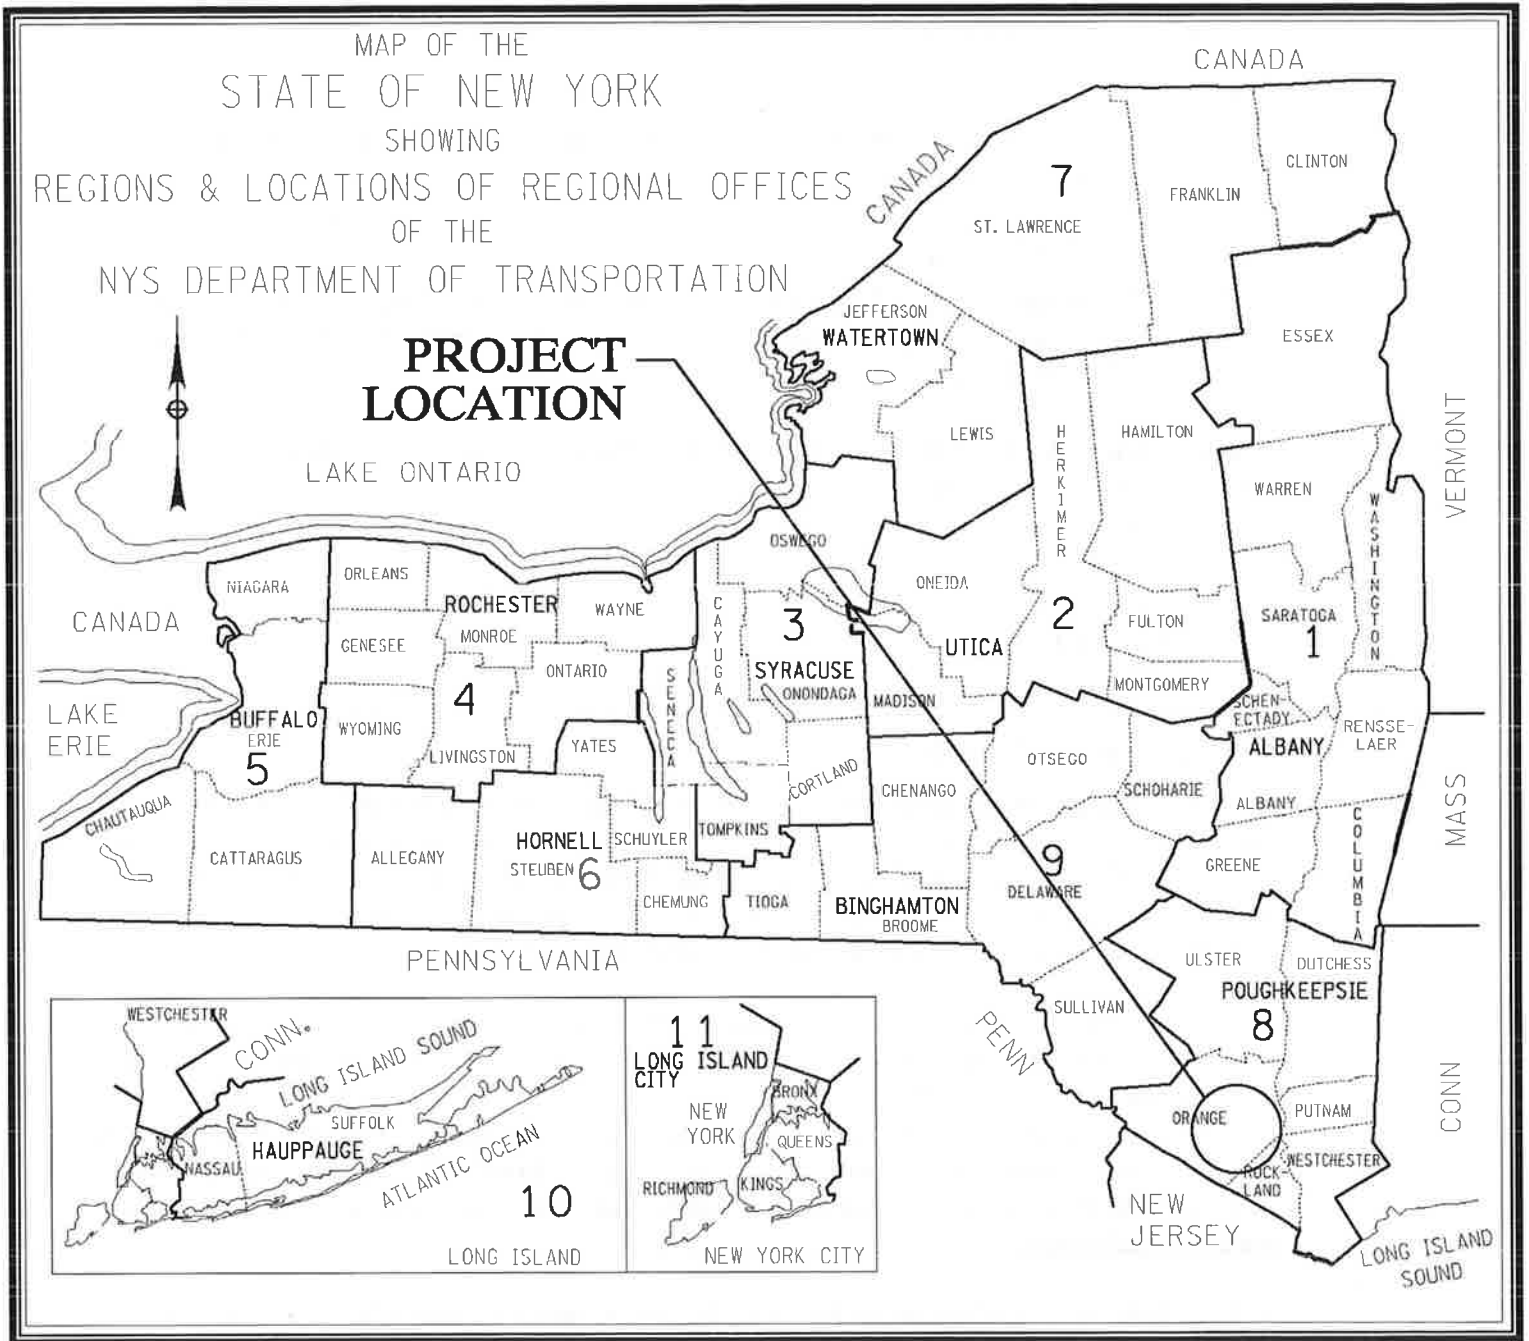 MAP OF THE
STATE OF NEW YORK
SHOWING
REGIONS & LOCATIONS OF REGIONAL OFFICES
OF THE
NYS DEPARTMENT OF TRANSPORTATION
PROJECT
LOCATION
CANADA
CANADA
7
ST. LAWRENCE
FRANKLIN
CLINTON
JEFFERSON
WATERTOWN
ESSEX
LEWIS
HERKIMER
HAMILTON
VERMONT
LAKE ONTARIO
WARREN
WASHINGTON
OSWEGO
ONEIDA
NIAGARA
ORLEANS
ROCHESTER
MONROE
WAYNE
CAYUGA
3
2
FULTON
SARATOGA
1
CANADA
GENESEE
ONTARIO
SENECA
SYRACUSE
ONONDAGA
UTICA
MADISON
MONTGOMERY
SCHEN-
ECTADY
RENSSE-
LAER
LAKE
ERIE
BUFFALO
ERIE
5
WYOMING
4
LIVINGSTON
YATES
CORTLAND
CHENANGO
OTSEGO
SCHOHARIE
ALBANY
ALBANY
MASS
CHAUTAUQUA
CATTARAGUS
ALLEGANY
HORNELL
STEUBEN
6
SCHUYLER
TOMPKINS
CHEMUNG
TIOGA
BINGHAMTON
BROOME
9
DELAWARE
GREENE
COLUMBIA
PENNSYLVANIA
ULSTER
DUTCHESS
POUGHKEEPSIE
8
SULLIVAN
PENN
ORANGE
PUTNAM
ROCK-
LAND
WESTCHESTER
CONN
NEW
JERSEY
LONG ISLAND
SOUND
WESTCHESTER
CONN.
LONG ISLAND SOUND
SUFFOLK
HAUPPAUGE
NASSAU
ATLANTIC OCEAN
10
LONG ISLAND
11
LONG ISLAND
CITY
BRONX
NEW
YORK
QUEENS
RICHMOND
KINGS
NEW YORK CITY